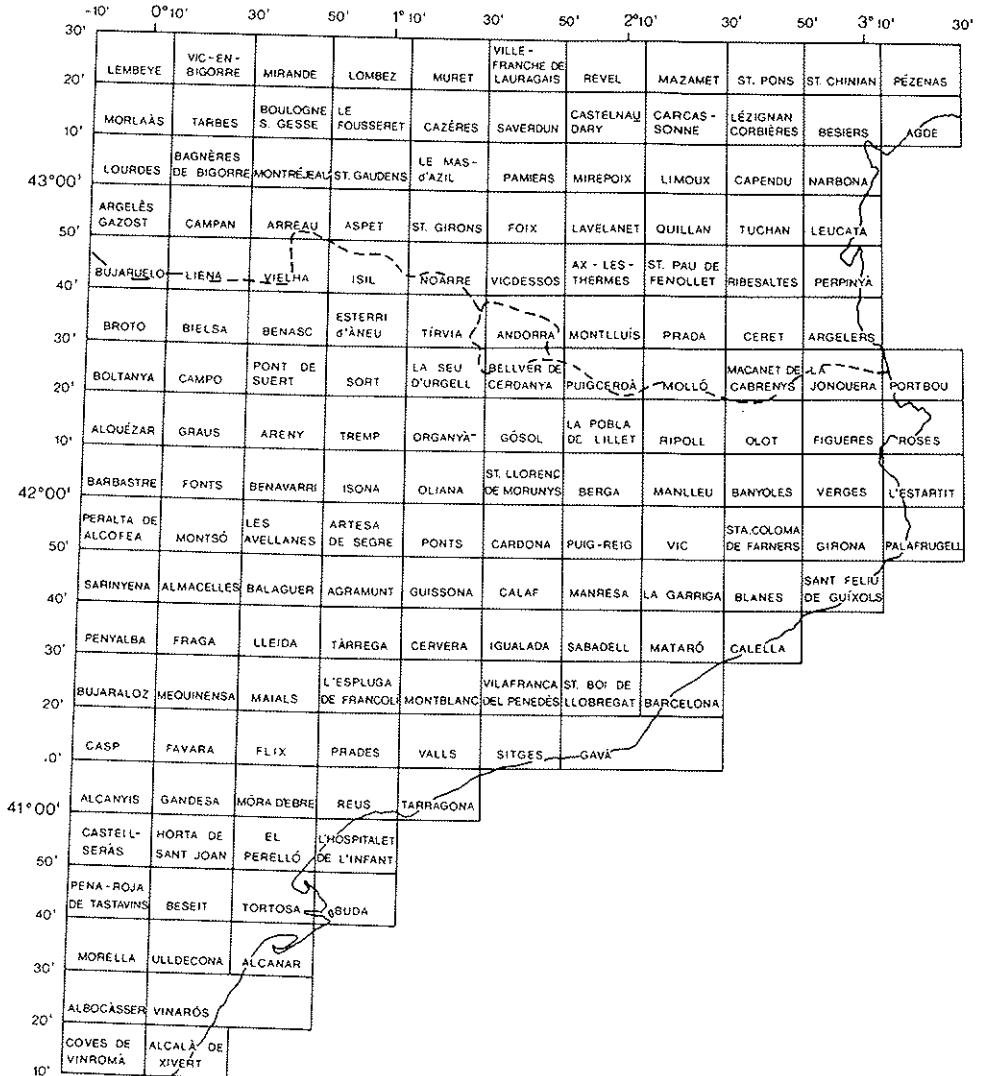 -10' 0° 10' 30' 50' 1° 10' 30' 50' 2° 10' 30' 50' 3° 10' 30'
30'
LEMBEYE
VIC-EN-
BIGORRE
MIRANDE
LOMBEZ
MURET
VILLE-
FRANCHE DE
LAURAGAIS
REVEL
MAZAMET
ST. PONS
ST. CHINIAN
PÉZENAS
20'
MORLAÀS
TARBES
BOULOGNE
S. GESSE
LE
FOUSSERET
CAZÉRES
SAVERDUN
CASTELNAU
DARY
CARCAS-
SONNE
LÉZIGNAN
CORBIÈRES
BESIERS
AGDE
10'
LOURDES
BAGNÈRES
DE BIGORRE
MONTRÉJEAU
ST. GAUDENS
LE MAS-
d'AZIL
PAMIERS
MIREPOIX
LIMOUX
CAPENDU
NARBONA
43°00'
ARGELÈS
GAZOST
CAMPAN
ARREAU
ASPET
ST. GIRONS
FOIX
LAVELANET
QUILLAN
TUCHAN
LEUCATA
50'
BUJARUELO
LIENA
VIELHA
ISIL
NOARRE
VICDESSOS
AX-LES-
THERMES
ST. PAU DE
FENOLLET
RIBESALTES
PERPINYÀ
40'
BROTO
BIELSA
BENASC
ESTERRI
d'ÀNEU
TÍRVIA
ANDORRA
MONTLLUÍS
PRADA
CERET
ARGELERS
30'
BOLTANYA
CAMPO
PONT DE
SUERT
SORT
LA SEU
D'URGELL
BELLVER DE
CERDANYA
PUIGCERDÀ
MOLLÓ
MAÇANET DE
CABRENYS
LA
JONQUERA
PORTBOU
20'
ALQUÉZAR
GRAUS
ARENY
TREMP
ORGANYÀ
GÓSOL
LA POBLA
DE LILLET
RIPOLL
OLOT
FIGUERES
ROSES
10'
BARBASTRE
FONTS
BENAVARRI
ISONA
OLIANA
ST. LLORENÇ
DE MORUNYS
BERGA
MANLLEU
BANYOLES
VERGES
L'ESTARTIT
42°00'
PERALTA DE
ALCOFEA
MONTSÓ
LES
AVELLANES
ARTESA
DE SEGRE
PONTS
CARDONA
PUIG-REIG
VIC
STA. COLOMA
DE FARNERS
GIRONA
PALAFRUGELL
50'
SARINYENA
ALMACELLES
BALAGUER
AGRAMUNT
GUISSONA
CALAF
MANRESA
LA GARRIGA
BLANES
SANT FELIU
DE GUÍXOLS
40'
PENYALBA
FRAGA
LLEIDA
TÀRREGA
CERVERA
IGUALADA
SABADELL
MATARÓ
CALELLA
30'
BUJARALOZ
MEQUINENSA
MAIALS
L'ESPLUGA
DE FRANCOLI
MONTBLANC
VILAFRANCA
DEL PENEDÈS
ST. BOI DE
LLOBREGAT
BARCELONA
20'
CASP
FAVARA
FLIX
PRADES
VALLS
SITGES
GAVÀ
.0'
ALCANYIS
GANDESA
MÓRA D'EBRE
REUS
TARRAGONA
41°00'
CASTELL-
SERÀS
HORTA DE
SANT JOAN
EL
PERELLÓ
L'HOSPITALET
DE L'INFANT
50'
PENA-ROJA
DE TASTAVINS
BESEIT
TORTOSA
BUDA
40'
MORELLA
ULLDECONA
ALCANAR
30'
ALBOCÀSSER
VINARÓS
20'
COVES DE
VINROMÀ
ALCALÀ DE
XIVERT
10'